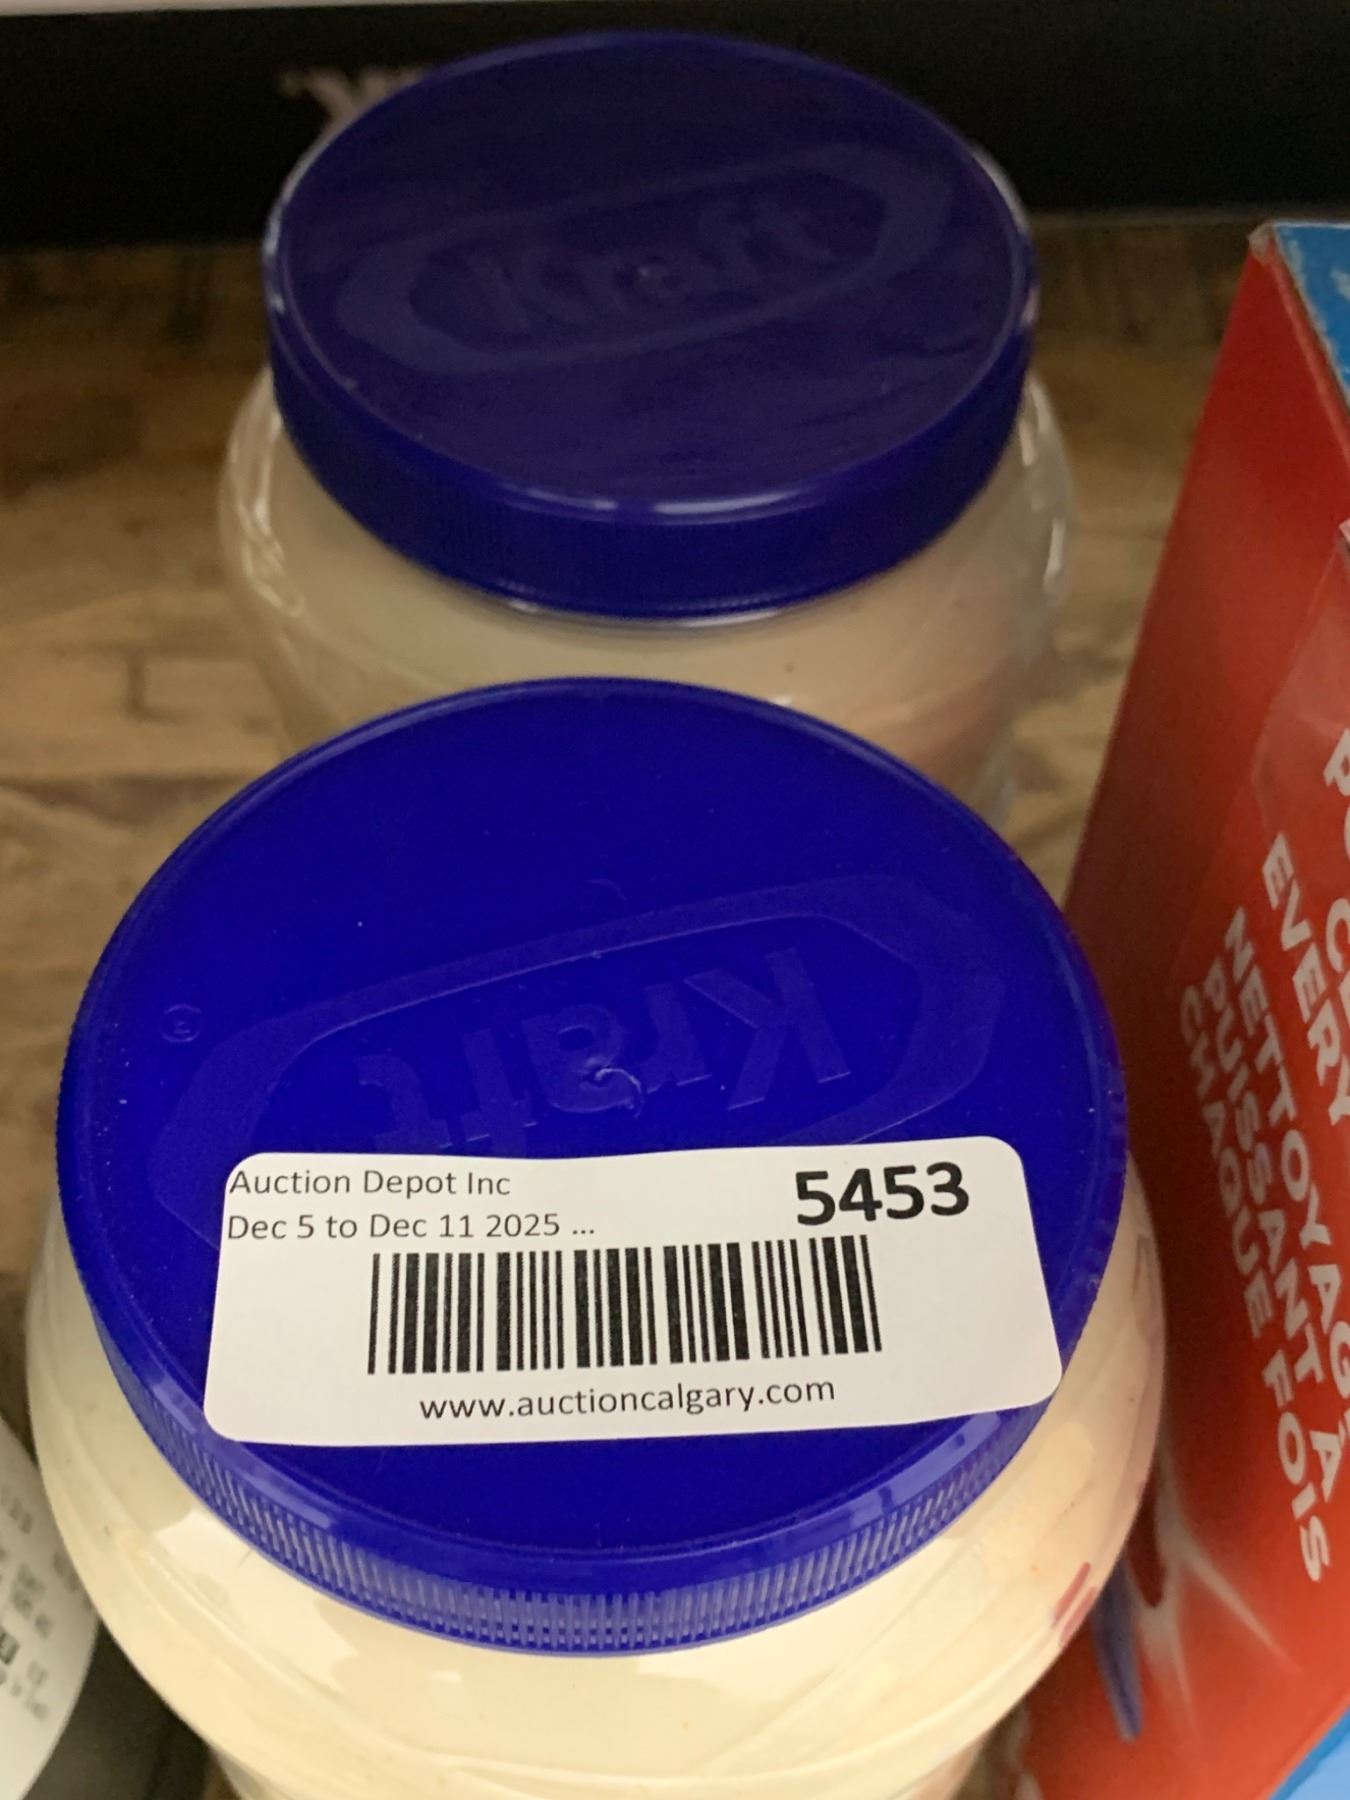 Kraft
Kraft
Auction Depot Inc
5453
Dec 5 to Dec 11 2025 ...
www.auctioncalgary.com
EVERY
NETTOYAGE
PUISSANT À
CHAQUE FOIS